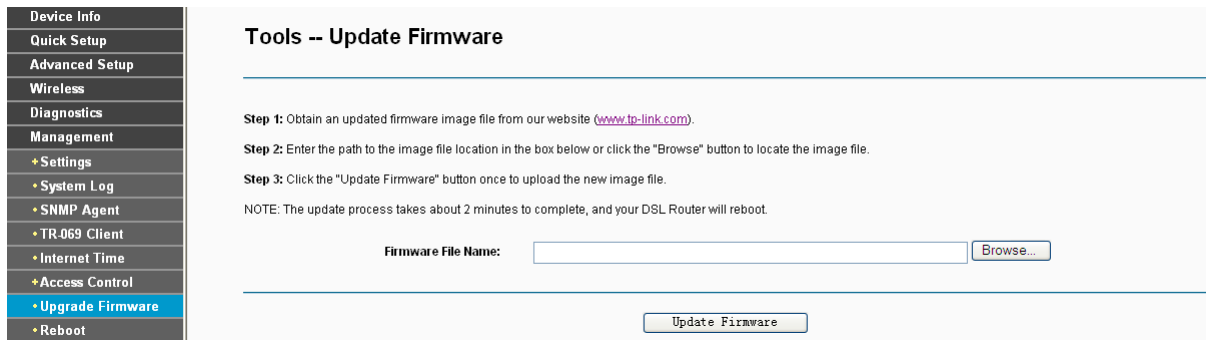 Device Info
Quick Setup
Advanced Setup
Wireless
Diagnostics
Management
+Settings
•System Log
•SNMP Agent
•TR-069 Client
•Internet Time
+Access Control
•Upgrade Firmware
•Reboot
Tools -- Update Firmware
Step 1: Obtain an updated firmware image file from our website (www.tp-link.com).
Step 2: Enter the path to the image file location in the box below or click the "Browse" button to locate the image file.
Step 3: Click the "Update Firmware" button once to upload the new image file.
NOTE: The update process takes about 2 minutes to complete, and your DSL Router will reboot.
Firmware File Name: Browse...
Update Firmware